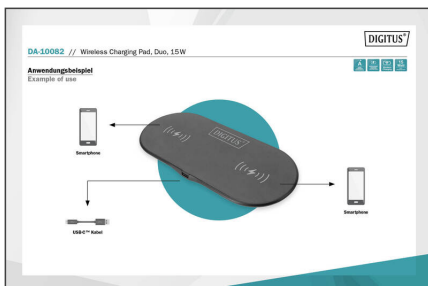 DIGITUS®
DA-10082 // Wireless Charging Pad, Duo, 15W
Anwendungsbeispiel
Example of use
DIGITUS
Smartphone
Smartphone
USB-C™ Kabel